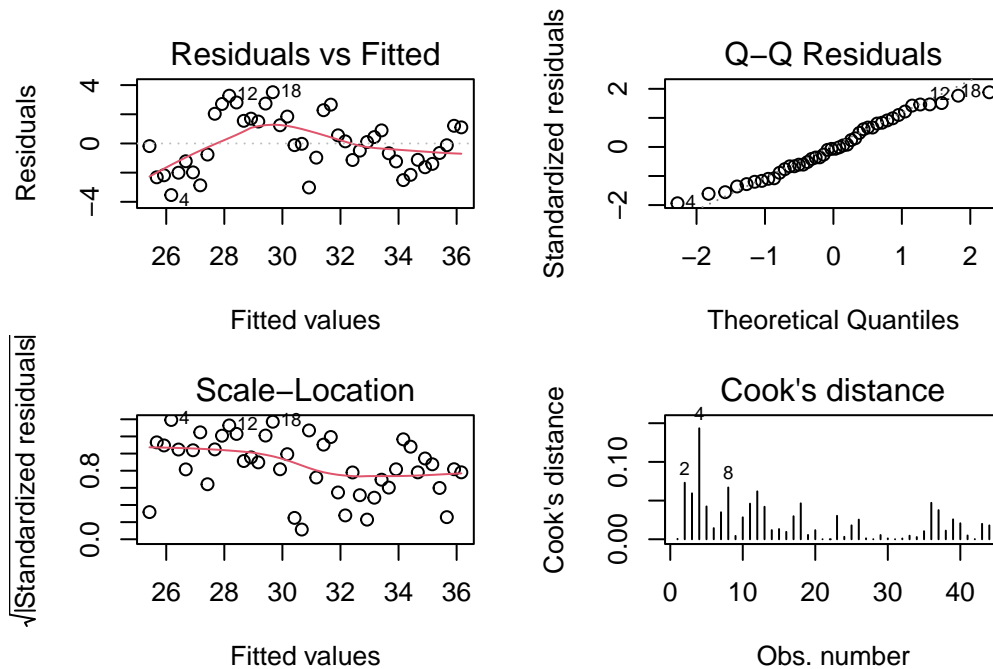 Residuals vs Fitted
Residuals
4
0
−4
12
18
4
26 28 30 32 34 36
Fitted values
Q−Q Residuals
Standardized residuals
2
0
−2
12
18
4
−2 −1 0 1 2
Theoretical Quantiles
Scale−Location
√|Standardized residuals|
0.8
0.0
4
12
18
26 28 30 32 34 36
Fitted values
Cook's distance
Cook's distance
0.10
0.00
4
2
8
0 10 20 30 40
Obs. number